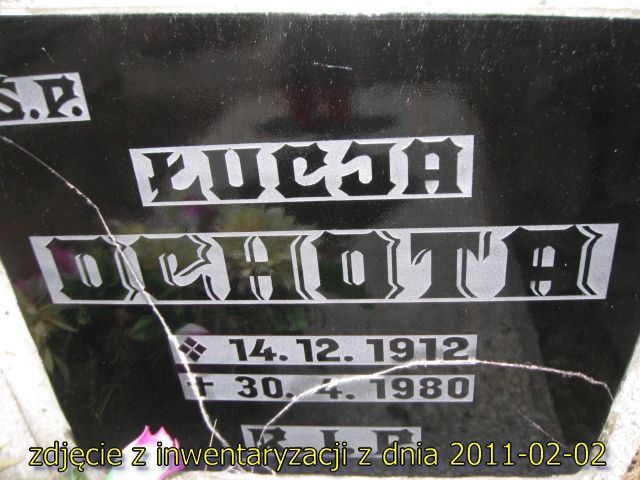 Ś.P.
ŁUCJA
OCHOTA
❖ 14.12.1912
✝ 30.4.1980
R.I.P.
zdjęcie z inwentaryzacji z dnia 2011-02-02